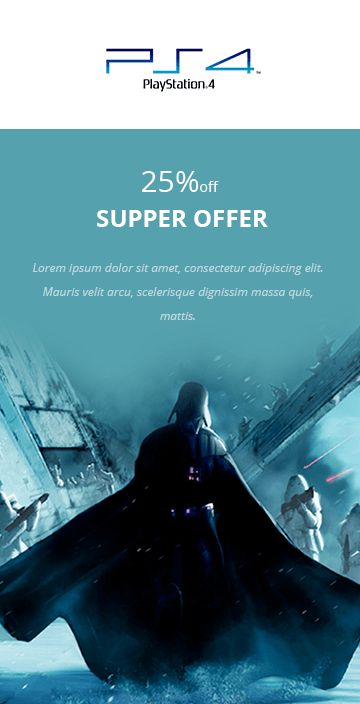 PS4™
PlayStation®4
25%off
SUPPER OFFER
Lorem ipsum dolor sit amet, consectetur adipiscing elit.
Mauris velit arcu, scelerisque dignissim massa quis,
mattis.